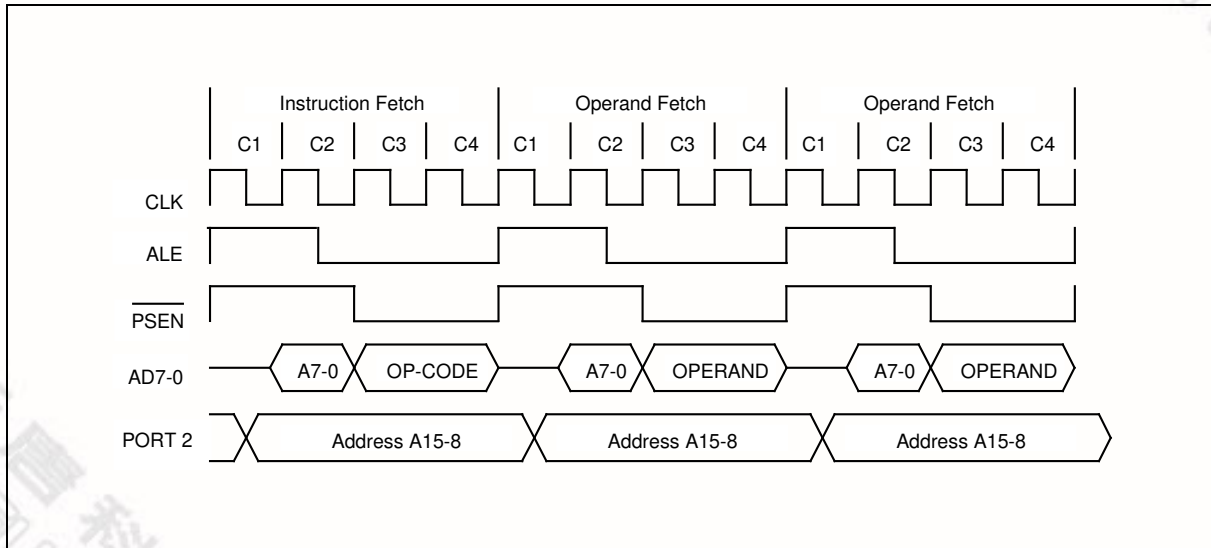 Instruction Fetch Operand Fetch Operand Fetch
C1 C2 C3 C4 C1 C2 C3 C4 C1 C2 C3 C4
CLK
ALE
PSEN
AD7-0 A7-0 OP-CODE A7-0 OPERAND A7-0 OPERAND
PORT 2 Address A15-8 Address A15-8 Address A15-8